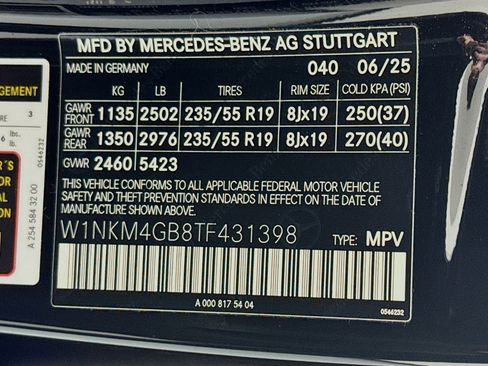 MFD BY MERCEDES-BENZ AG STUTTGART
MADE IN GERMANY 040 06/25
KG LB TIRES RIM SIZE COLD KPA (PSI)
GAWR FRONT 1135 2502 235/55 R19 8Jx19 250(37)
GAWR REAR 1350 2976 235/55 R19 8Jx19 270(40)
GVWR 2460 5423
THIS VEHICLE CONFORMS TO ALL APPLICABLE FEDERAL MOTOR VEHICLE
SAFETY AND THEFT PREVENTION STANDARDS IN EFFECT ON THE DATE
OF MANUFACTURE SHOWN ABOVE.
W1NKM4GB8TF431398 TYPE: MPV
A 000 817 54 04
0546232
GEMENT
3
6 lbs.
0546232
'S
A 254 584 32 00